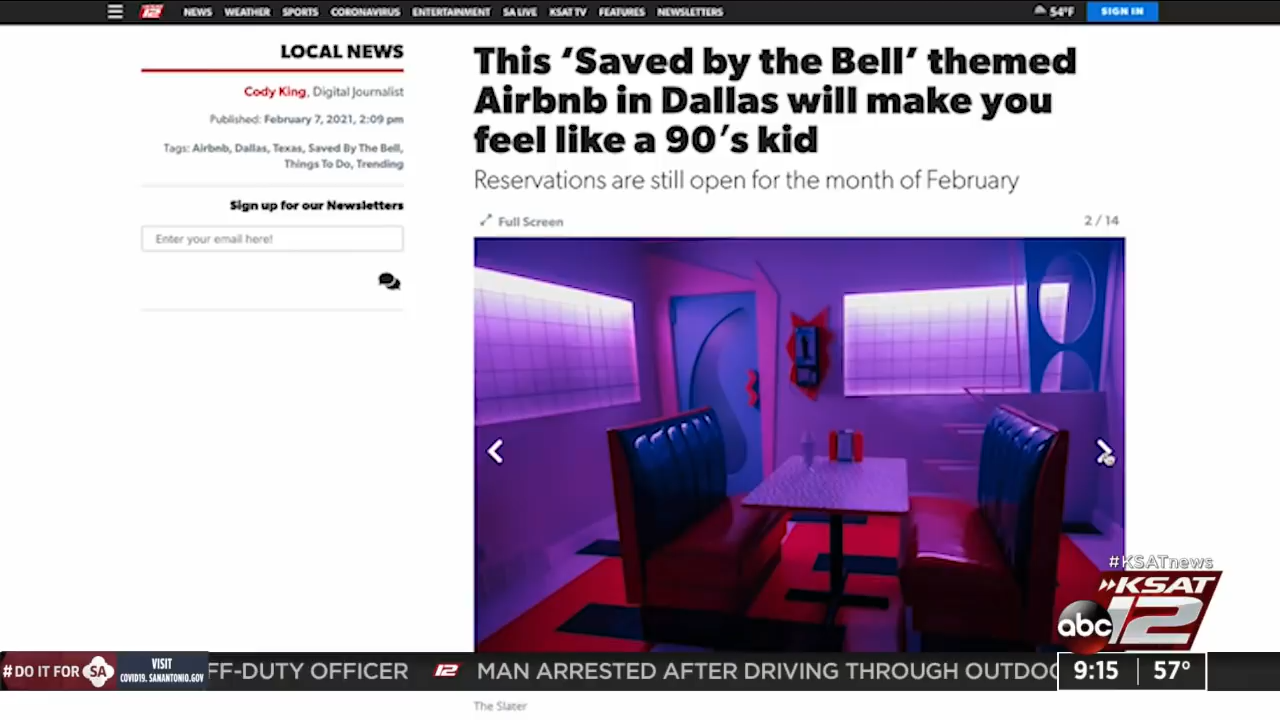 NEWS WEATHER SPORTS CORONAVIRUS ENTERTAINMENT SA LIVE KSAT TV FEATURES NEWSLETTERS 54°F SIGN IN
LOCAL NEWS
Cody King, Digital Journalist
Published: February 7, 2021, 2:09 pm
Tags: Airbnb, Dallas, Texas, Saved By The Bell,
Things To Do, Trending
Sign up for our Newsletters
Enter your email here!
This ‘Saved by the Bell’ themed
Airbnb in Dallas will make you
feel like a 90’s kid
Reservations are still open for the month of February
Full Screen 2 / 14
#KSATnews
KSAT
abc 12
#DO IT FOR SA
VISIT
COVID19.SANANTONIO.GOV
FF-DUTY OFFICER 12 MAN ARRESTED AFTER DRIVING THROUGH OUTDOO
9:15 57°
The Slater